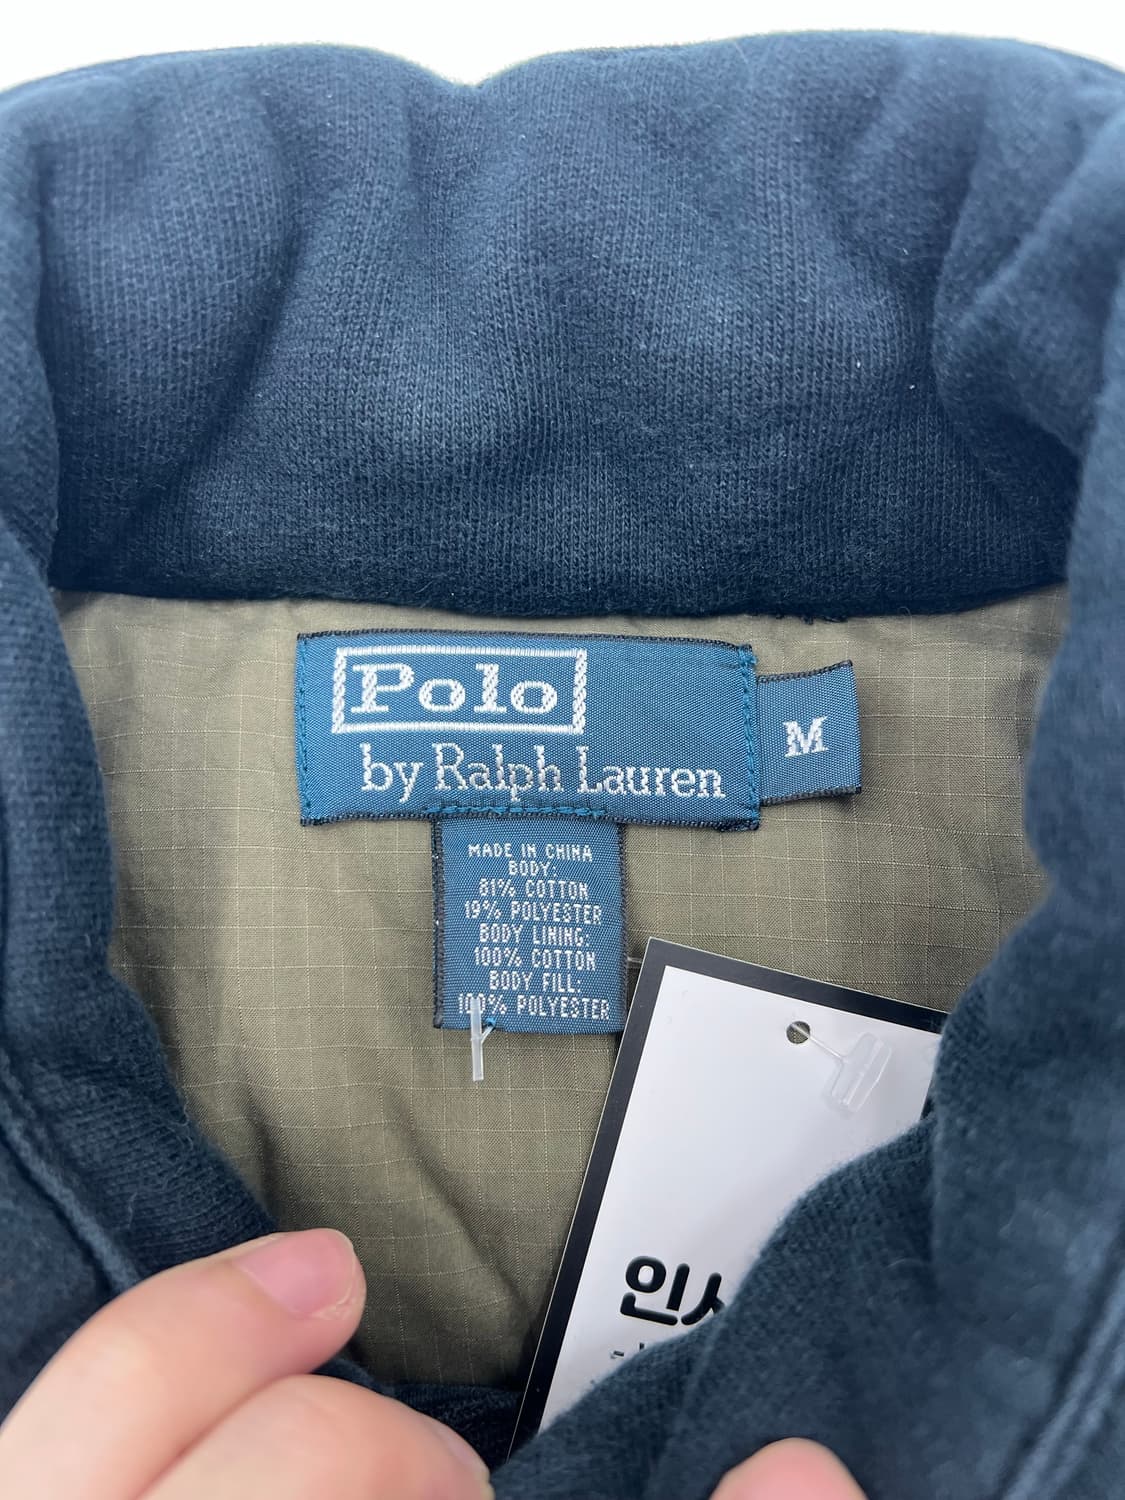 Polo
by Ralph Lauren
M
MADE IN CHINA
BODY:
81% COTTON
19% POLYESTER
BODY LINING:
100% COTTON
BODY FILL:
100% POLYESTER
인